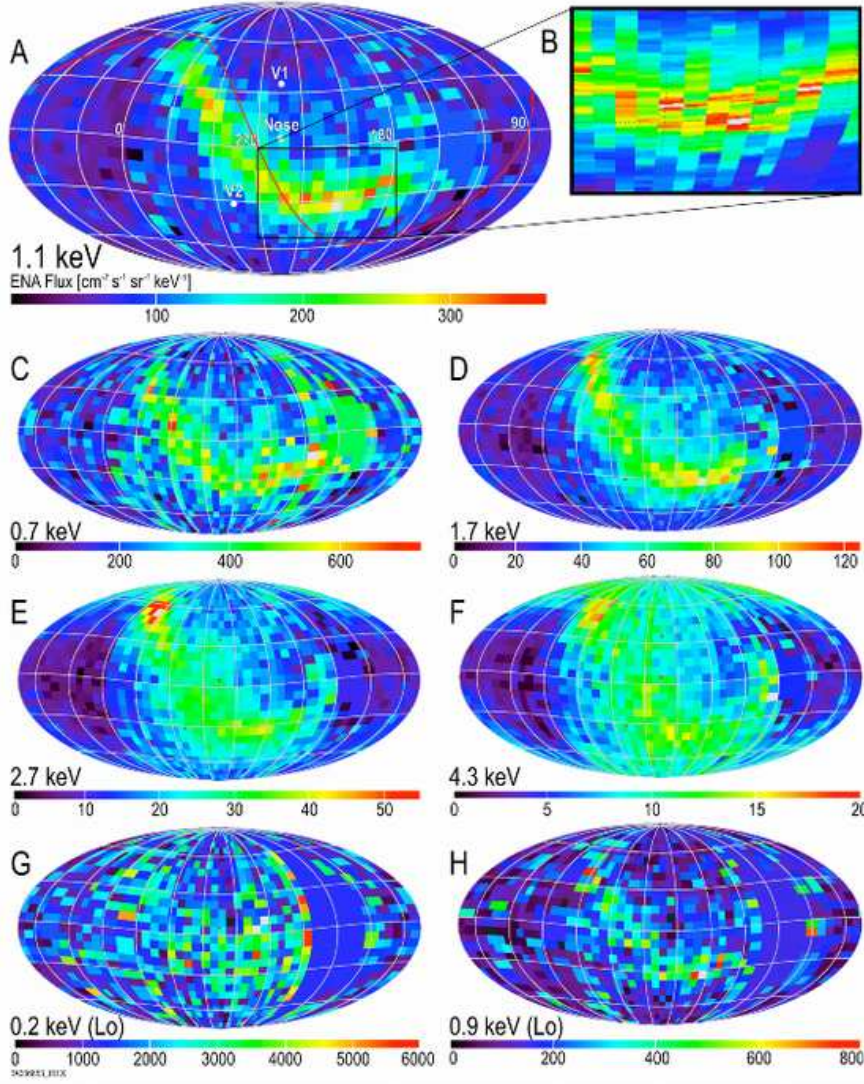 A
B
V1
0
Nose
180
90
V2
1.1 keV
ENA Flux [cm⁻² s⁻¹ sr⁻¹ keV⁻¹]
100 200 300
C
D
0.7 keV
1.7 keV
0 200 400 600
0 20 40 60 80 100 120
E
F
2.7 keV
4.3 keV
0 10 20 30 40 50
0 5 10 15 20
G
H
0.2 keV (Lo)
0.9 keV (Lo)
0 1000 2000 3000 4000 5000 6000
0 200 400 600 800